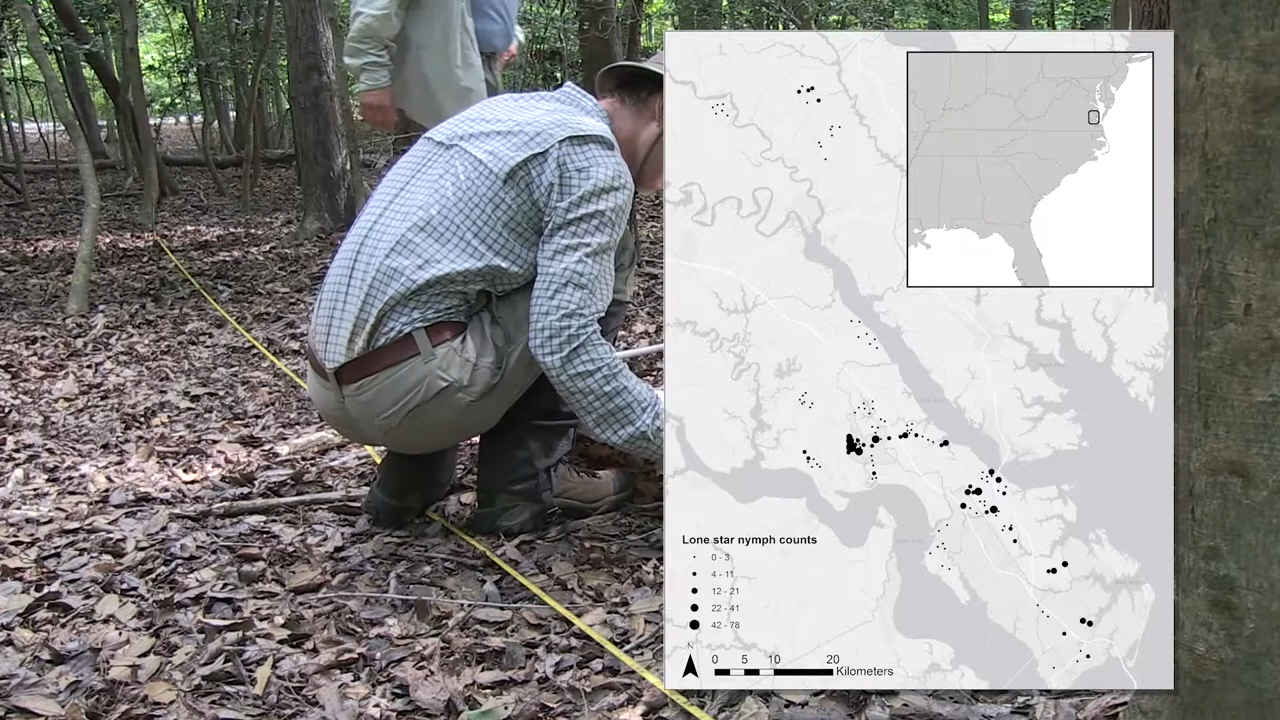 Lone star nymph counts
0 - 3
4 - 11
12 - 21
22 - 41
42 - 78
N
0 5 10 20
Kilometers